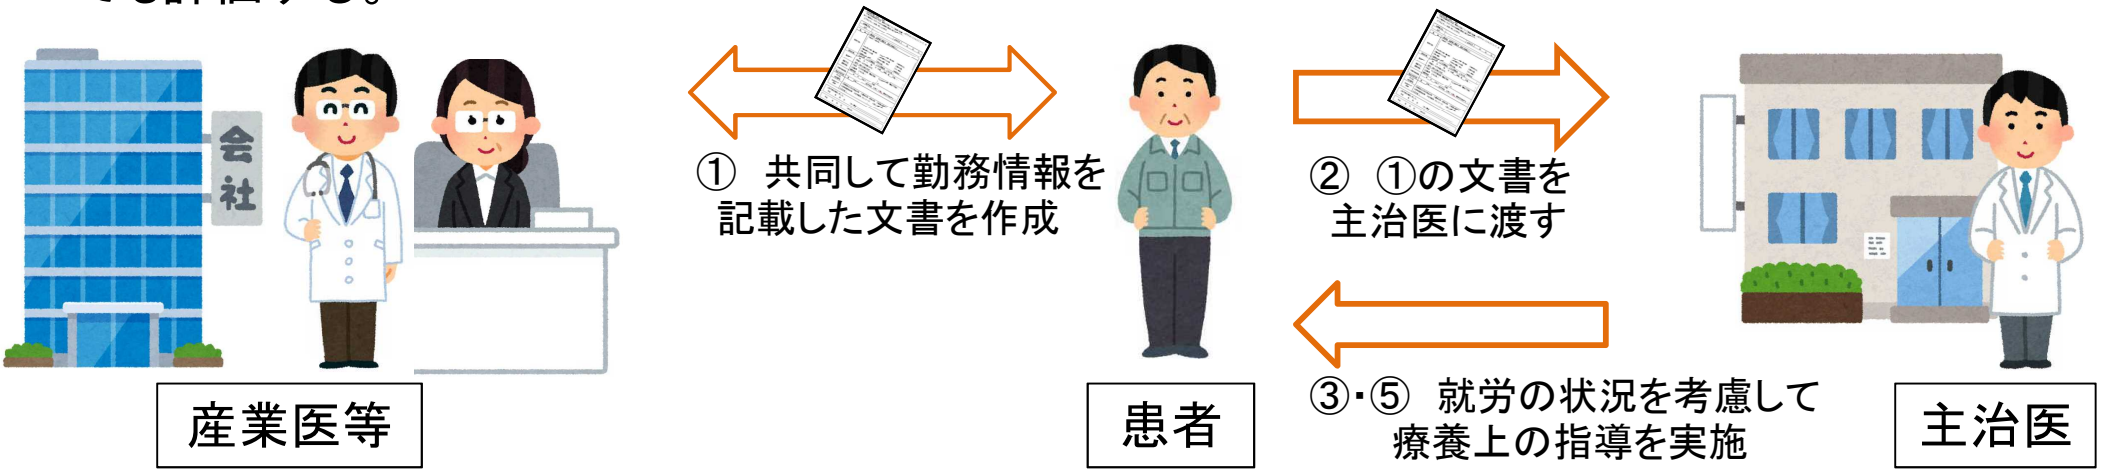 会社
① 共同して勤務情報を
記載した文書を作成
② ①の文書を
主治医に渡す
③・⑤ 就労の状況を考慮して
療養上の指導を実施
産業医等
患者
主治医